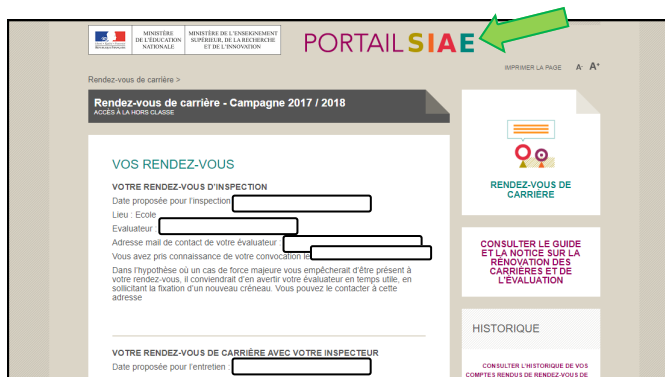 MINISTÈRE
DE L'ÉDUCATION
NATIONALE
MINISTÈRE DE L'ENSEIGNEMENT
SUPÉRIEUR, DE LA RECHERCHE
ET DE L'INNOVATION
PORTAIL SIAE
IMPRIMER LA PAGE A- A+
Rendez-vous de carrière >
Rendez-vous de carrière - Campagne 2017 / 2018
ACCÈS À LA HORS CLASSE
VOS RENDEZ-VOUS
VOTRE RENDEZ-VOUS D'INSPECTION
Date proposée pour l'inspection
Lieu : Ecole
Evaluateur :
Adresse mail de contact de votre évaluateur :
Vous avez pris connaissance de votre convocation le
Dans l'hypothèse où un cas de force majeure vous empêcherait d'être présent à
votre rendez-vous, il conviendrait d'en avertir votre évaluateur en temps utile, en
sollicitant la fixation d'un nouveau créneau. Vous pouvez le contacter à cette
adresse
VOTRE RENDEZ-VOUS DE CARRIÈRE AVEC VOTRE INSPECTEUR
Date proposée pour l'entretien :
RENDEZ-VOUS DE
CARRIÈRE
CONSULTER LE GUIDE
ET LA NOTICE SUR LA
RÉNOVATION DES
CARRIÈRES ET DE
L'ÉVALUATION
HISTORIQUE
CONSULTER L'HISTORIQUE DE VOS
COMPTES RENDUS DE RENDEZ-VOUS DE